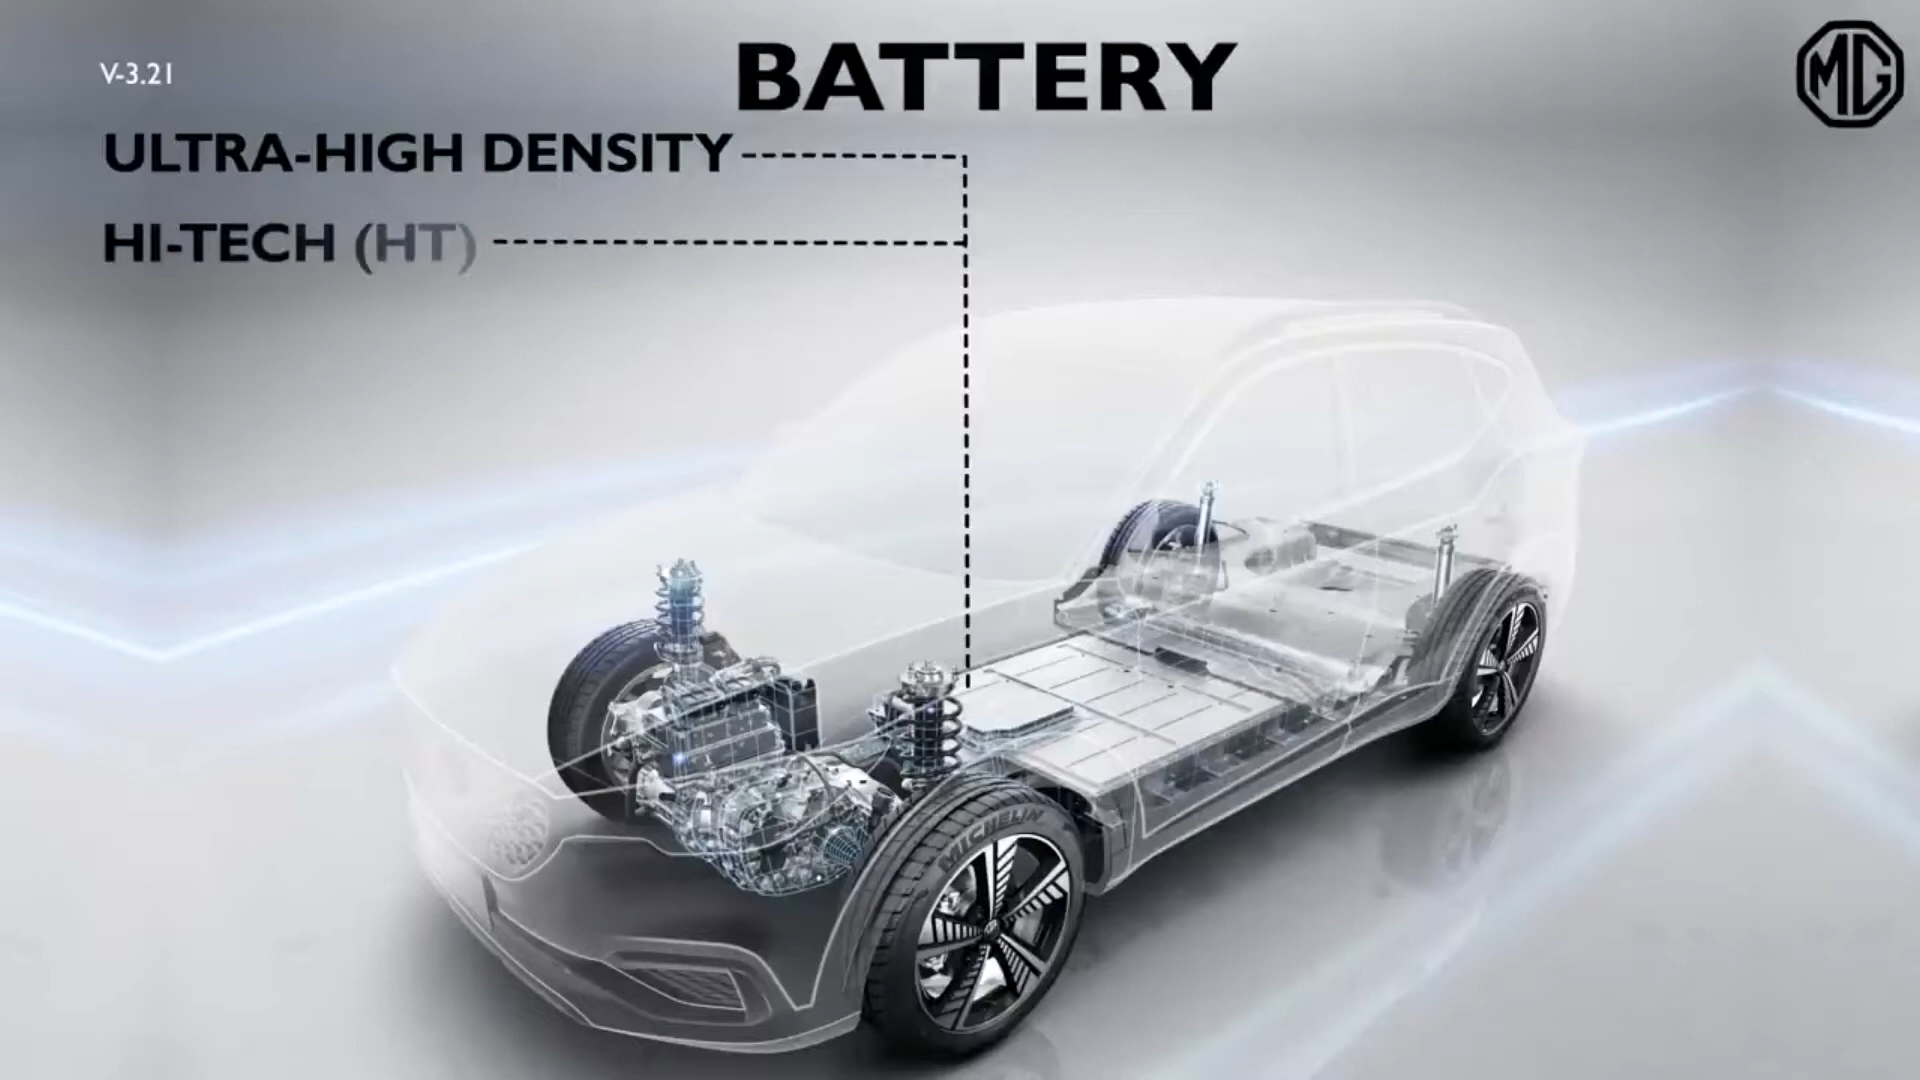 BATTERY
MG
V-3.21
ULTRA-HIGH DENSITY
HI-TECH (HT)
MICHELIN